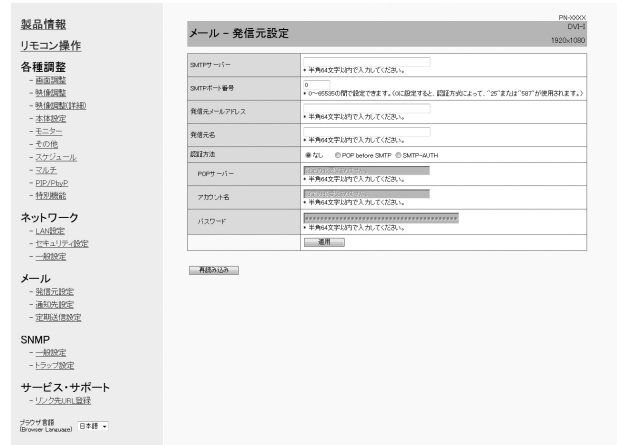 製品情報
リモコン操作
各種調整
- 画面調整
- 映像調整
- 映像調整(詳細)
- 本体設定
- モニター
- その他
- スケジュール
- マルチ
- PIP/PbyP
- 特別機能
ネットワーク
- LAN設定
- セキュリティ設定
- 一般設定
メール
- 発信元設定
- 通知先設定
- 定期送信設定
SNMP
- 一般設定
- トラップ設定
サービス・サポート
- リンク先URL登録
ブラウザ言語
(Browser Language) 日本語
PN-XXXX
メール - 発信元設定
DVI-I
1920x1080
SMTPサーバー
* 半角64文字以内で入力してください。
SMTPポート番号
0
* 0~65535の間で設定できます。(0に設定すると、認証方式によって、"25"または"587"が使用されます。)
発信元メールアドレス
* 半角64文字以内で入力してください。
発信元名
* 半角64文字以内で入力してください。
認証方法
なし POP before SMTP SMTP-AUTH
POPサーバー
* 半角64文字以内で入力してください。
アカウント名
* 半角64文字以内で入力してください。
パスワード
* 半角64文字以内で入力してください。
適用
再読み込み